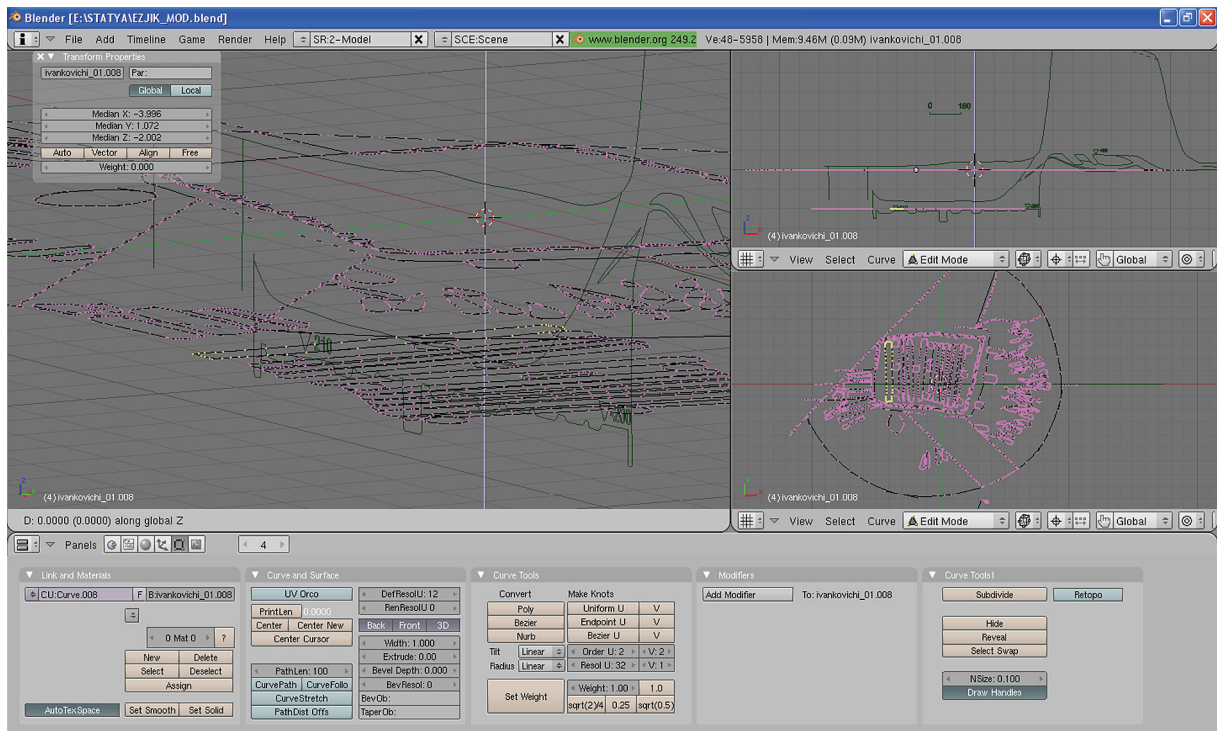 Blender [E:\STATYA\EZJIK_MOD.blend]
File Add Timeline Game Render Help SR:2-Model X SCE:Scene X www.blender.org 249.2 Ve:48-5958 | Mem:9.46M (0.09M) ivankovichi_01.008
Transform Properties
ivankovichi_01.008 Par:
Global Local
Median X: -3.996
Median Y: 1.072
Median Z: -2.002
Auto Vector Align Free
Weight: 0.000
0 160
z x
(4) ivankovichi_01.008
View Select Curve Edit Mode Global
z y
(4) ivankovichi_01.008
D: 0.0000 (0.0000) along global Z
y x
(4) ivankovichi_01.008
View Select Curve Edit Mode Global
Panels 4
Link and Materials
CU:Curve.008 F B:ivankovichi_01.008
0 Mat 0 ?
New Delete
Select Deselect
Assign
AutoTexSpace Set Smooth Set Solid
Curve and Surface
UV Orco
PrintLen 0.0000
Center Center New
Center Cursor
PathLen: 100
CurvePath CurveFollo
CurveStretch
PathDist Offs
DefResolU: 12
RenResolU 0
Back Front 3D
Width: 1.000
Extrude: 0.00
Bevel Depth: 0.000
BevResol: 0
BevOb:
TaperOb:
Curve Tools
Convert Make Knots
Poly Uniform U V
Bezier Endpoint U V
Nurb Bezier U V
Tilt Linear Order U: 2 V: 2
Radius Linear Resol U: 32 V: 1
Set Weight Weight: 1.00 1.0
sqrt(2)/4 0.25 sqrt(0.5)
Modifiers
Add Modifier To: ivankovichi_01.008
Curve Tools1
Subdivide Retopo
Hide
Reveal
Select Swap
NSize: 0.100
Draw Handles